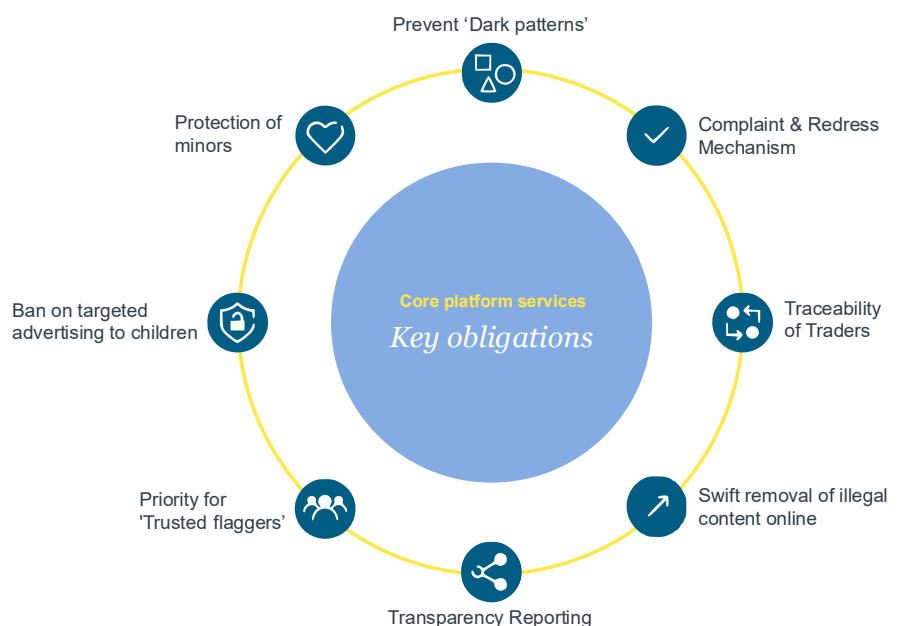 Prevent ‘Dark patterns’
Complaint & Redress
Mechanism
Traceability
of Traders
Swift removal of illegal
content online
Transparency Reporting
Priority for
'Trusted flaggers’
Ban on targeted
advertising to children
Protection of
minors
Core platform services
Key obligations